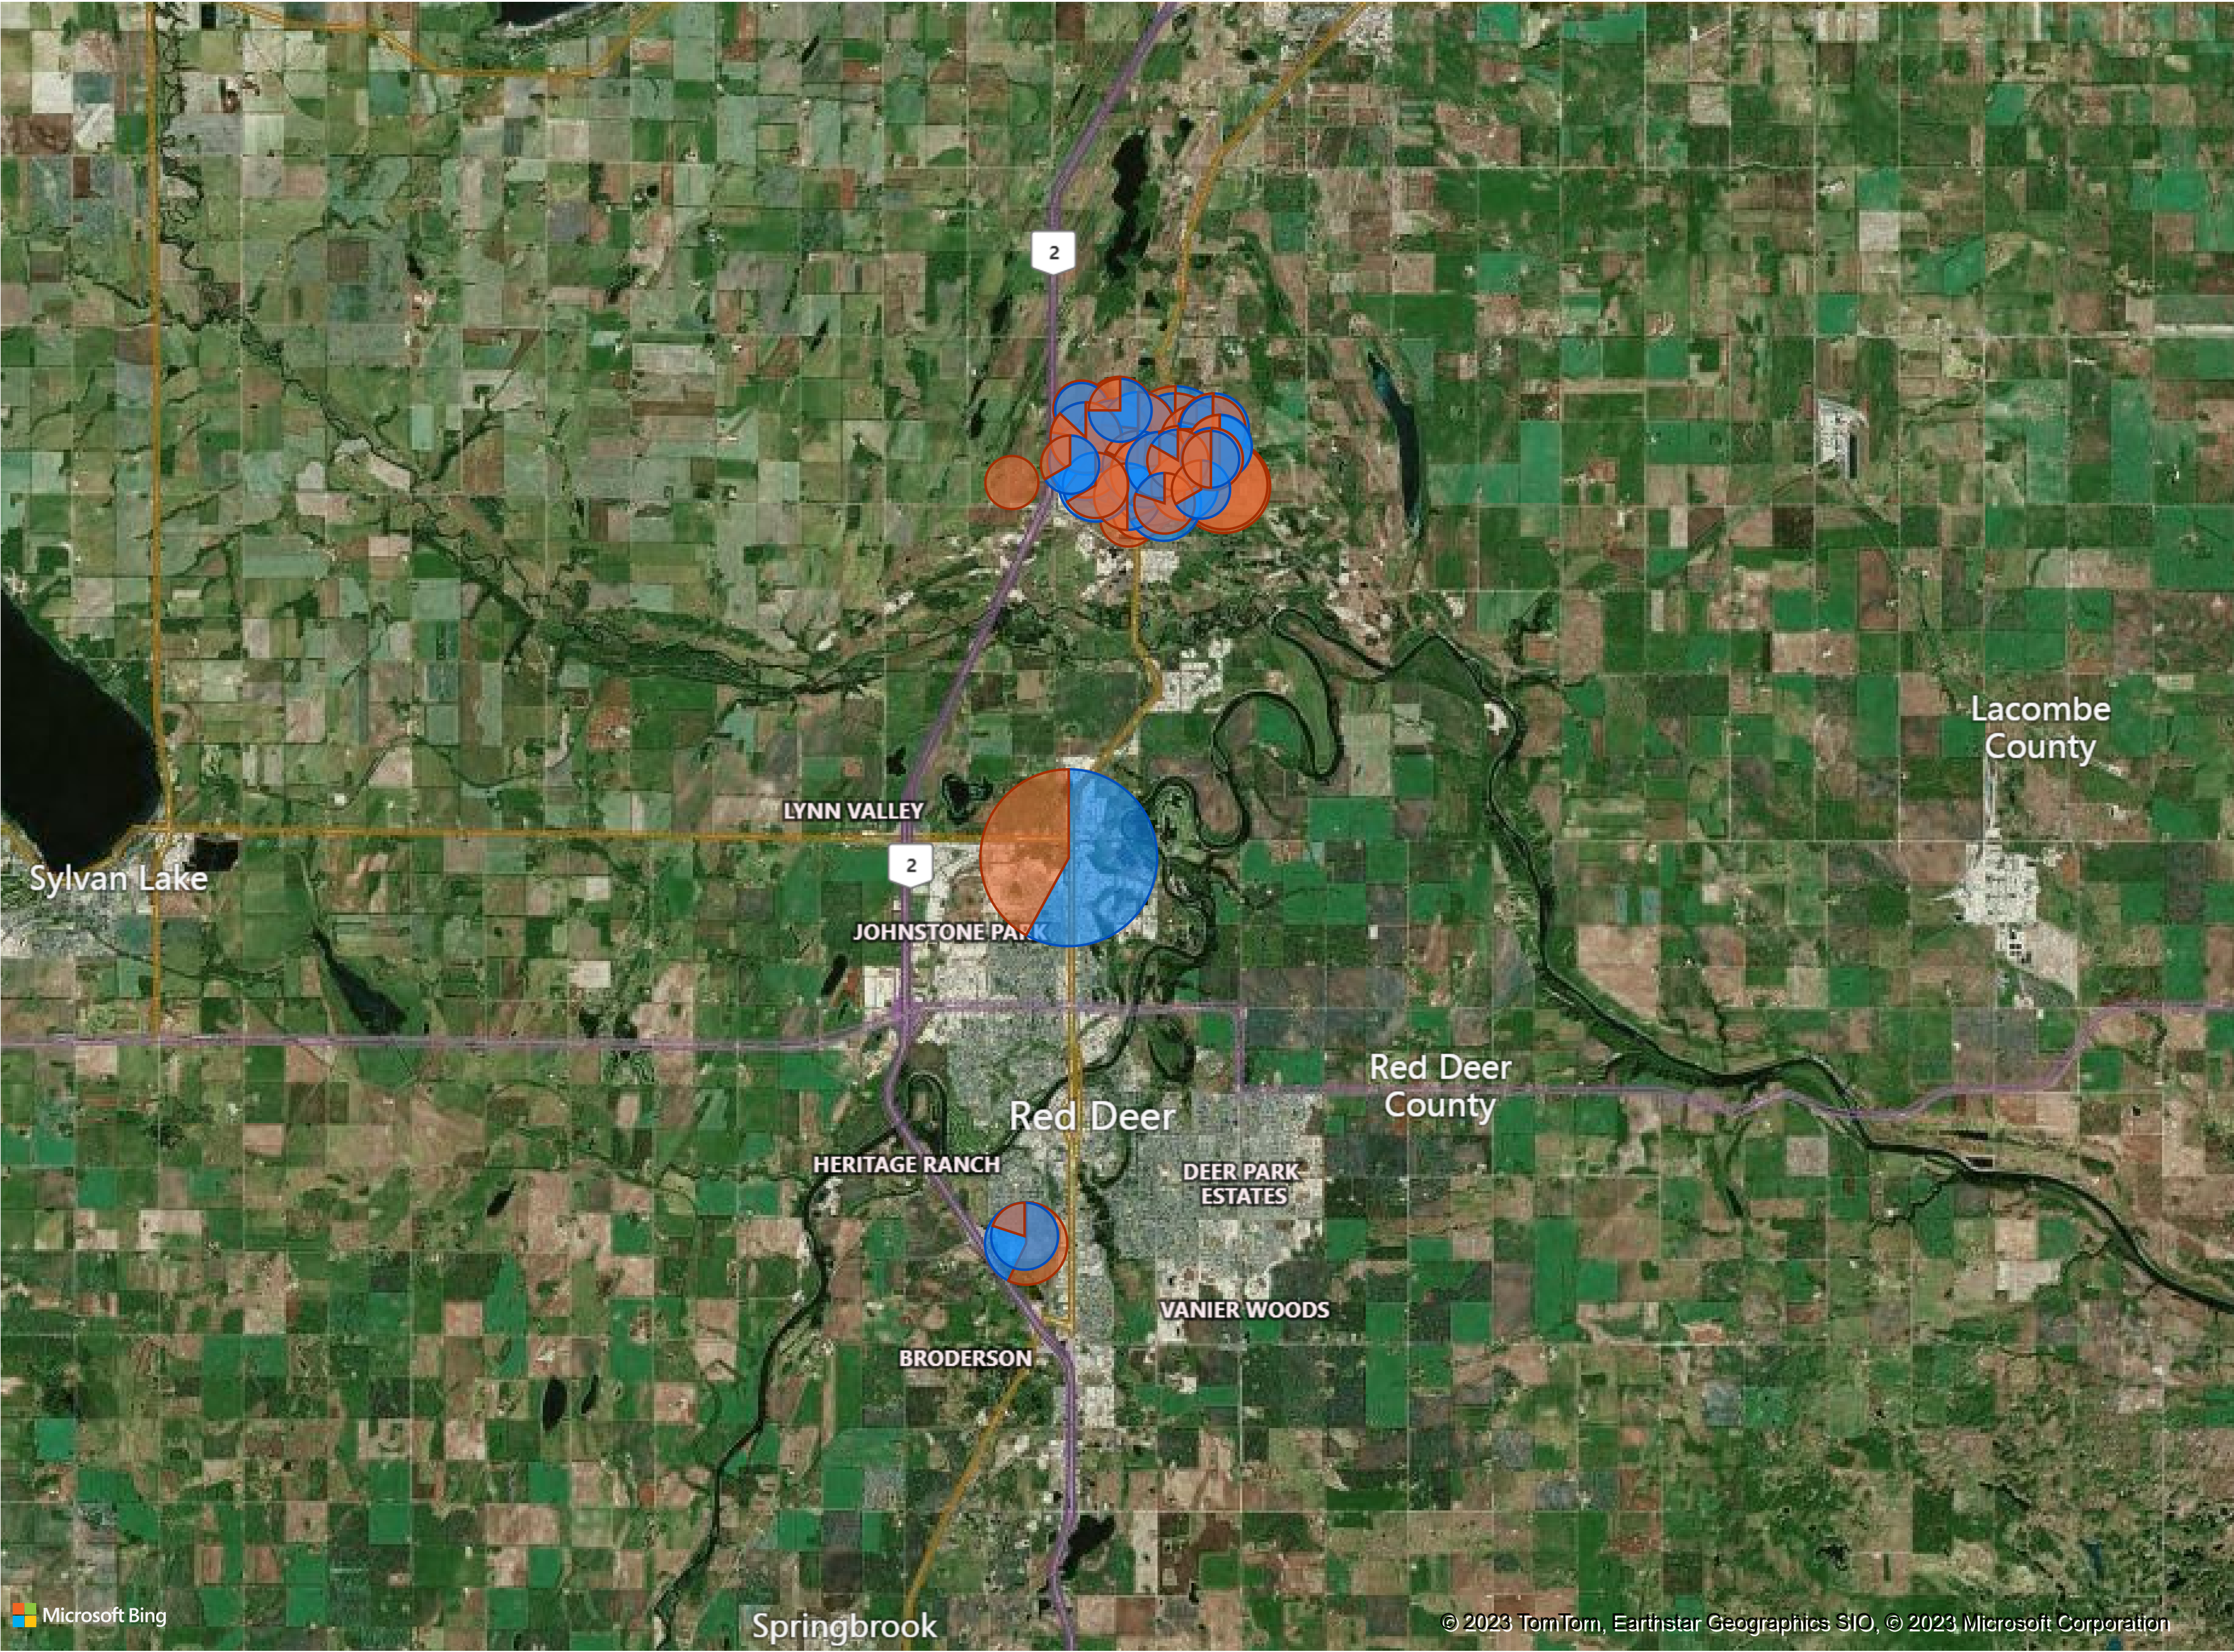 2
Lacombe
County
LYNN VALLEY
2
Sylvan Lake
JOHNSTONE PARK
Red Deer
County
Red Deer
HERITAGE RANCH
DEER PARK
ESTATES
VANIER WOODS
BRODERSON
Microsoft Bing
Springbrook
© 2023 TomTom, Earthstar Geographics SIO, © 2023 Microsoft Corporation